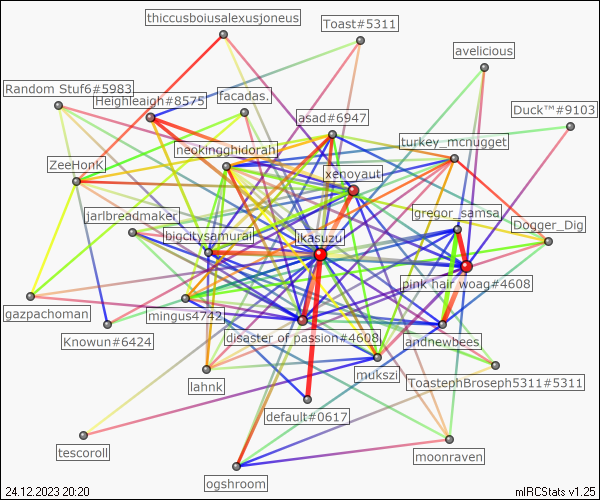 thiccusboiusalexusjoneus
Toast#5311
avelicious
Random Stuf6#5983
Heighleaigh#8575
facadas.
asad#6947
Duck™#9103
neokingghidorah
turkey_mcnugget
ZeeHonK
xenoyaut
jarlbreadmaker
gregor_samsa
Dogger_Dig
bigcitysamurai
ikasuzu
pink hair woag#4608
gazpachoman
mingus4742
Knowun#6424
disaster of passion#4608
andnewbees
mukszi
ToastephBroseph5311#5311
lahnk
default#0617
tescoroll
moonraven
ogshroom
24.12.2023 20:20
mIRCStats v1.25